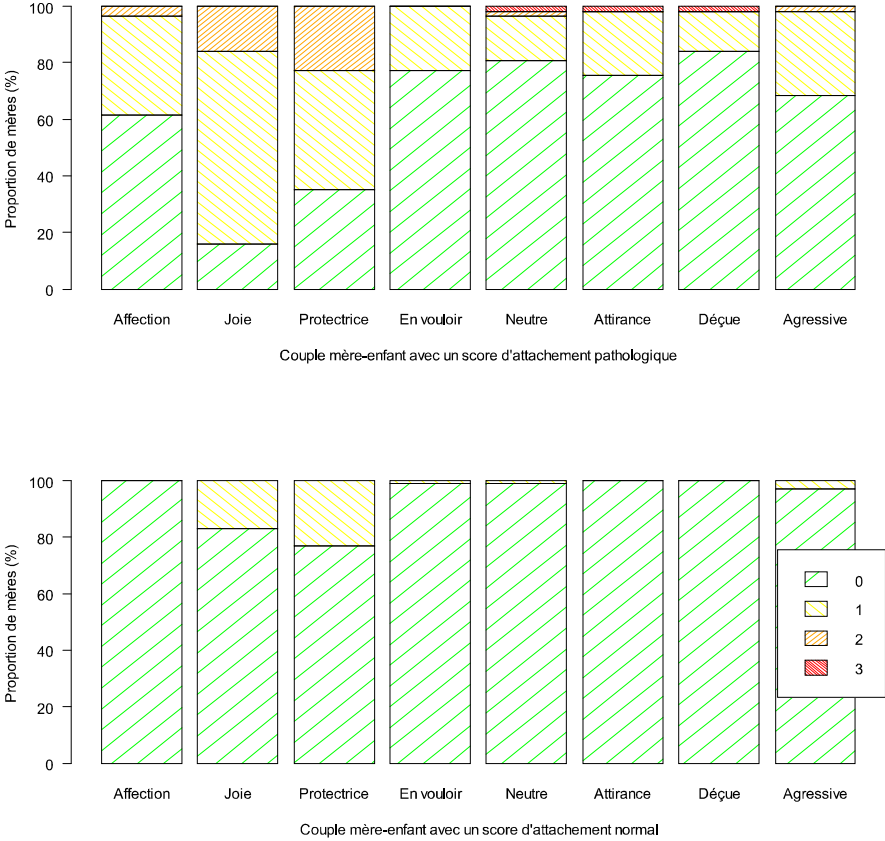 Proportion de mères (%)
100
80
60
40
20
0
Affection Joie Protectrice En vouloir Neutre Attirance Déçue Agressive
Couple mère-enfant avec un score d'attachement pathologique
Proportion de mères (%)
100
80
60
40
20
0
0
1
2
3
Affection Joie Protectrice En vouloir Neutre Attirance Déçue Agressive
Couple mère-enfant avec un score d'attachement normal